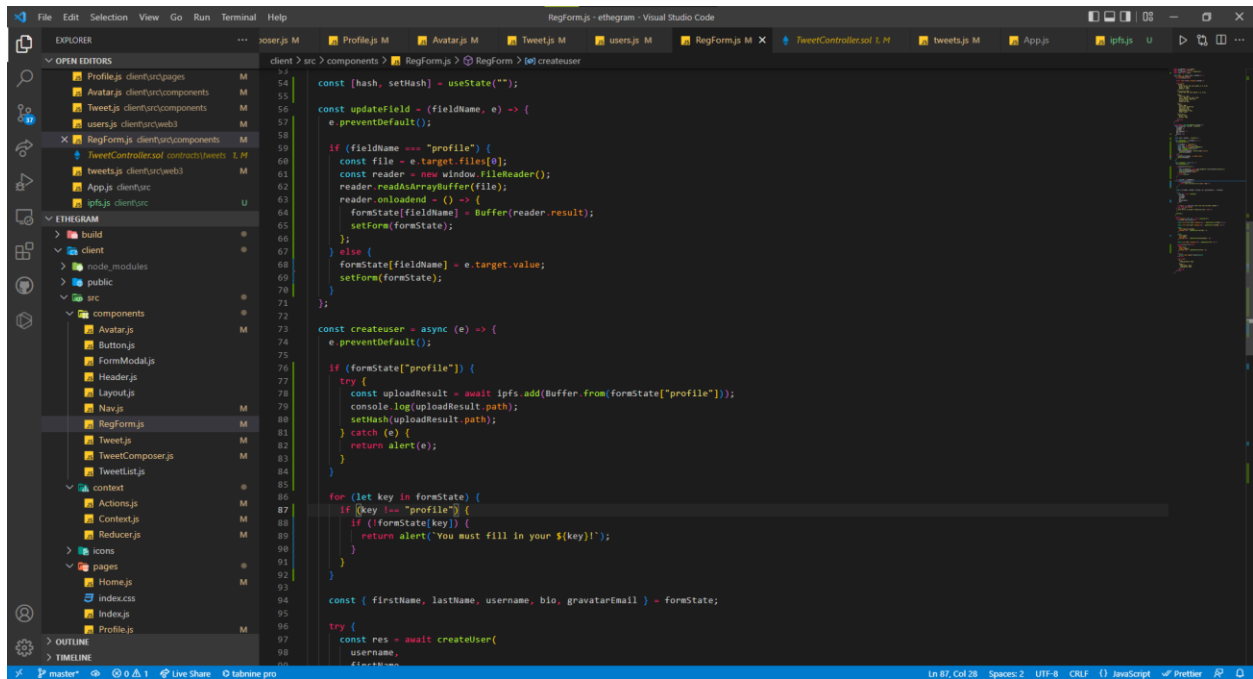 File Edit Selection View Go Run Terminal Help
RegForm.js - ethegram - Visual Studio Code
EXPLORER
oser.js M Profile.js M Avatar.js M Tweet.js M users.js M RegForm.js M TweetController.sol 1, M tweets.js M App.js ipfs.js U
client > src > components > RegForm.js > RegForm > createuser
OPEN EDITORS
Profile.js client\src\pages M
Avatar.js client\src\components M
Tweet.js client\src\components M
users.js client\src\web3 M
RegForm.js client\src\components M
TweetController.sol contracts\tweets 1, M
tweets.js client\src\web3 M
App.js client\src
ipfs.js client\src U
37
ETHEGRAM
build
client
node_modules
public
src
components
Avatar.js M
Button.js
FormModal.js
Header.js
Layout.js
Nav.js M
RegForm.js M
Tweet.js M
TweetComposer.js M
TweetList.js
context
Actions.js M
Context.js M
Reducer.js M
icons
pages
Home.js M
index.css
Index.js
Profile.js M
OUTLINE
TIMELINE
53
54 const [hash, setHash] = useState("");
55
56 const updateField = (fieldName, e) => {
57 e.preventDefault();
58
59 if (fieldName === "profile") {
60 const file = e.target.files[0];
61 const reader = new window.FileReader();
62 reader.readAsArrayBuffer(file);
63 reader.onloadend = () => {
64 formState[fieldName] = Buffer(reader.result);
65 setForm(formState);
66 };
67 } else {
68 formState[fieldName] = e.target.value;
69 setForm(formState);
70 }
71 };
72
73 const createuser = async (e) => {
74 e.preventDefault();
75
76 if (formState["profile"]) {
77 try {
78 const uploadResult = await ipfs.add(Buffer.from(formState["profile"]));
79 console.log(uploadResult.path);
80 setHash(uploadResult.path);
81 } catch (e) {
82 return alert(e);
83 }
84 }
85
86 for (let key in formState) {
87 if (key !== "profile") {
88 if (!formState[key]) {
89 return alert(`You must fill in your ${key}!`);
90 }
91 }
92 }
93
94 const { firstName, lastName, username, bio, gravatarEmail } = formState;
95
96 try {
97 const res = await createUser(
98 username,
99 firstName
master* 0 1 Live Share tabnine pro Ln 87, Col 28 Spaces: 2 UTF-8 CRLF {} JavaScript Prettier